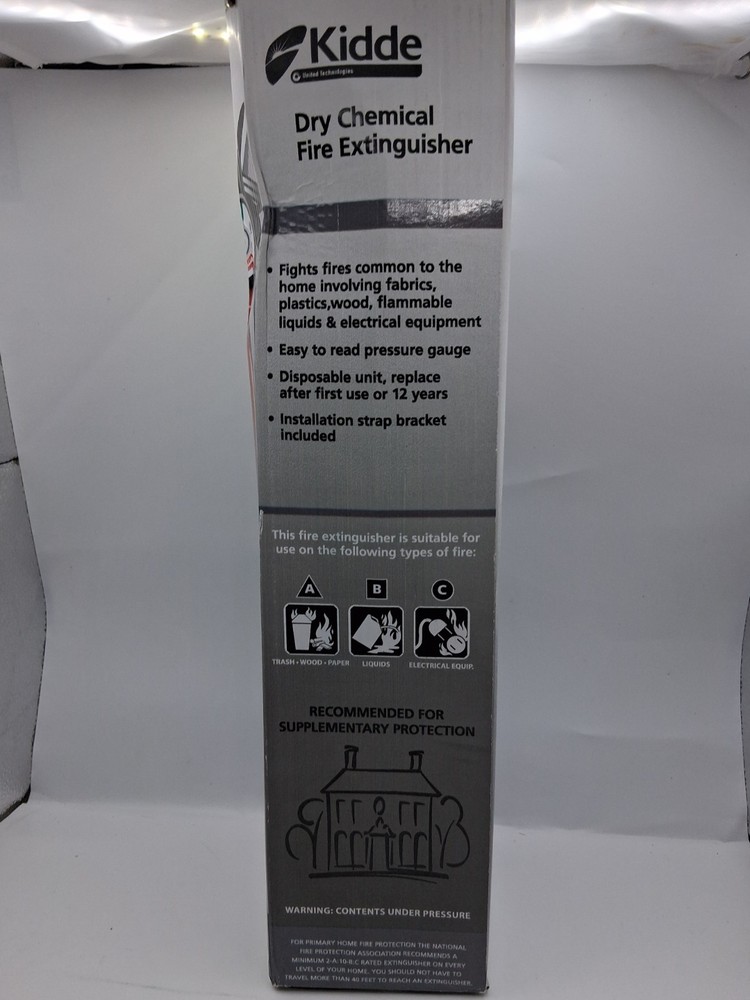 Kidde
United Technologies
Dry Chemical
Fire Extinguisher
• Fights fires common to the
home involving fabrics,
plastics,wood, flammable
liquids & electrical equipment
• Easy to read pressure gauge
• Disposable unit, replace
after first use or 12 years
• Installation strap bracket
included
This fire extinguisher is suitable for
use on the following types of fire:
A B C
TRASH • WOOD • PAPER LIQUIDS ELECTRICAL EQUIP.
RECOMMENDED FOR
SUPPLEMENTARY PROTECTION
WARNING: CONTENTS UNDER PRESSURE
FOR PRIMARY HOME FIRE PROTECTION THE NATIONAL
FIRE PROTECTION ASSOCIATION RECOMMENDS A
MINIMUM 2-A:10-B:C RATED EXTINGUISHER ON EVERY
LEVEL OF YOUR HOME. YOU SHOULD NOT HAVE TO
TRAVEL MORE THAN 40 FEET TO REACH AN EXTINGUISHER.